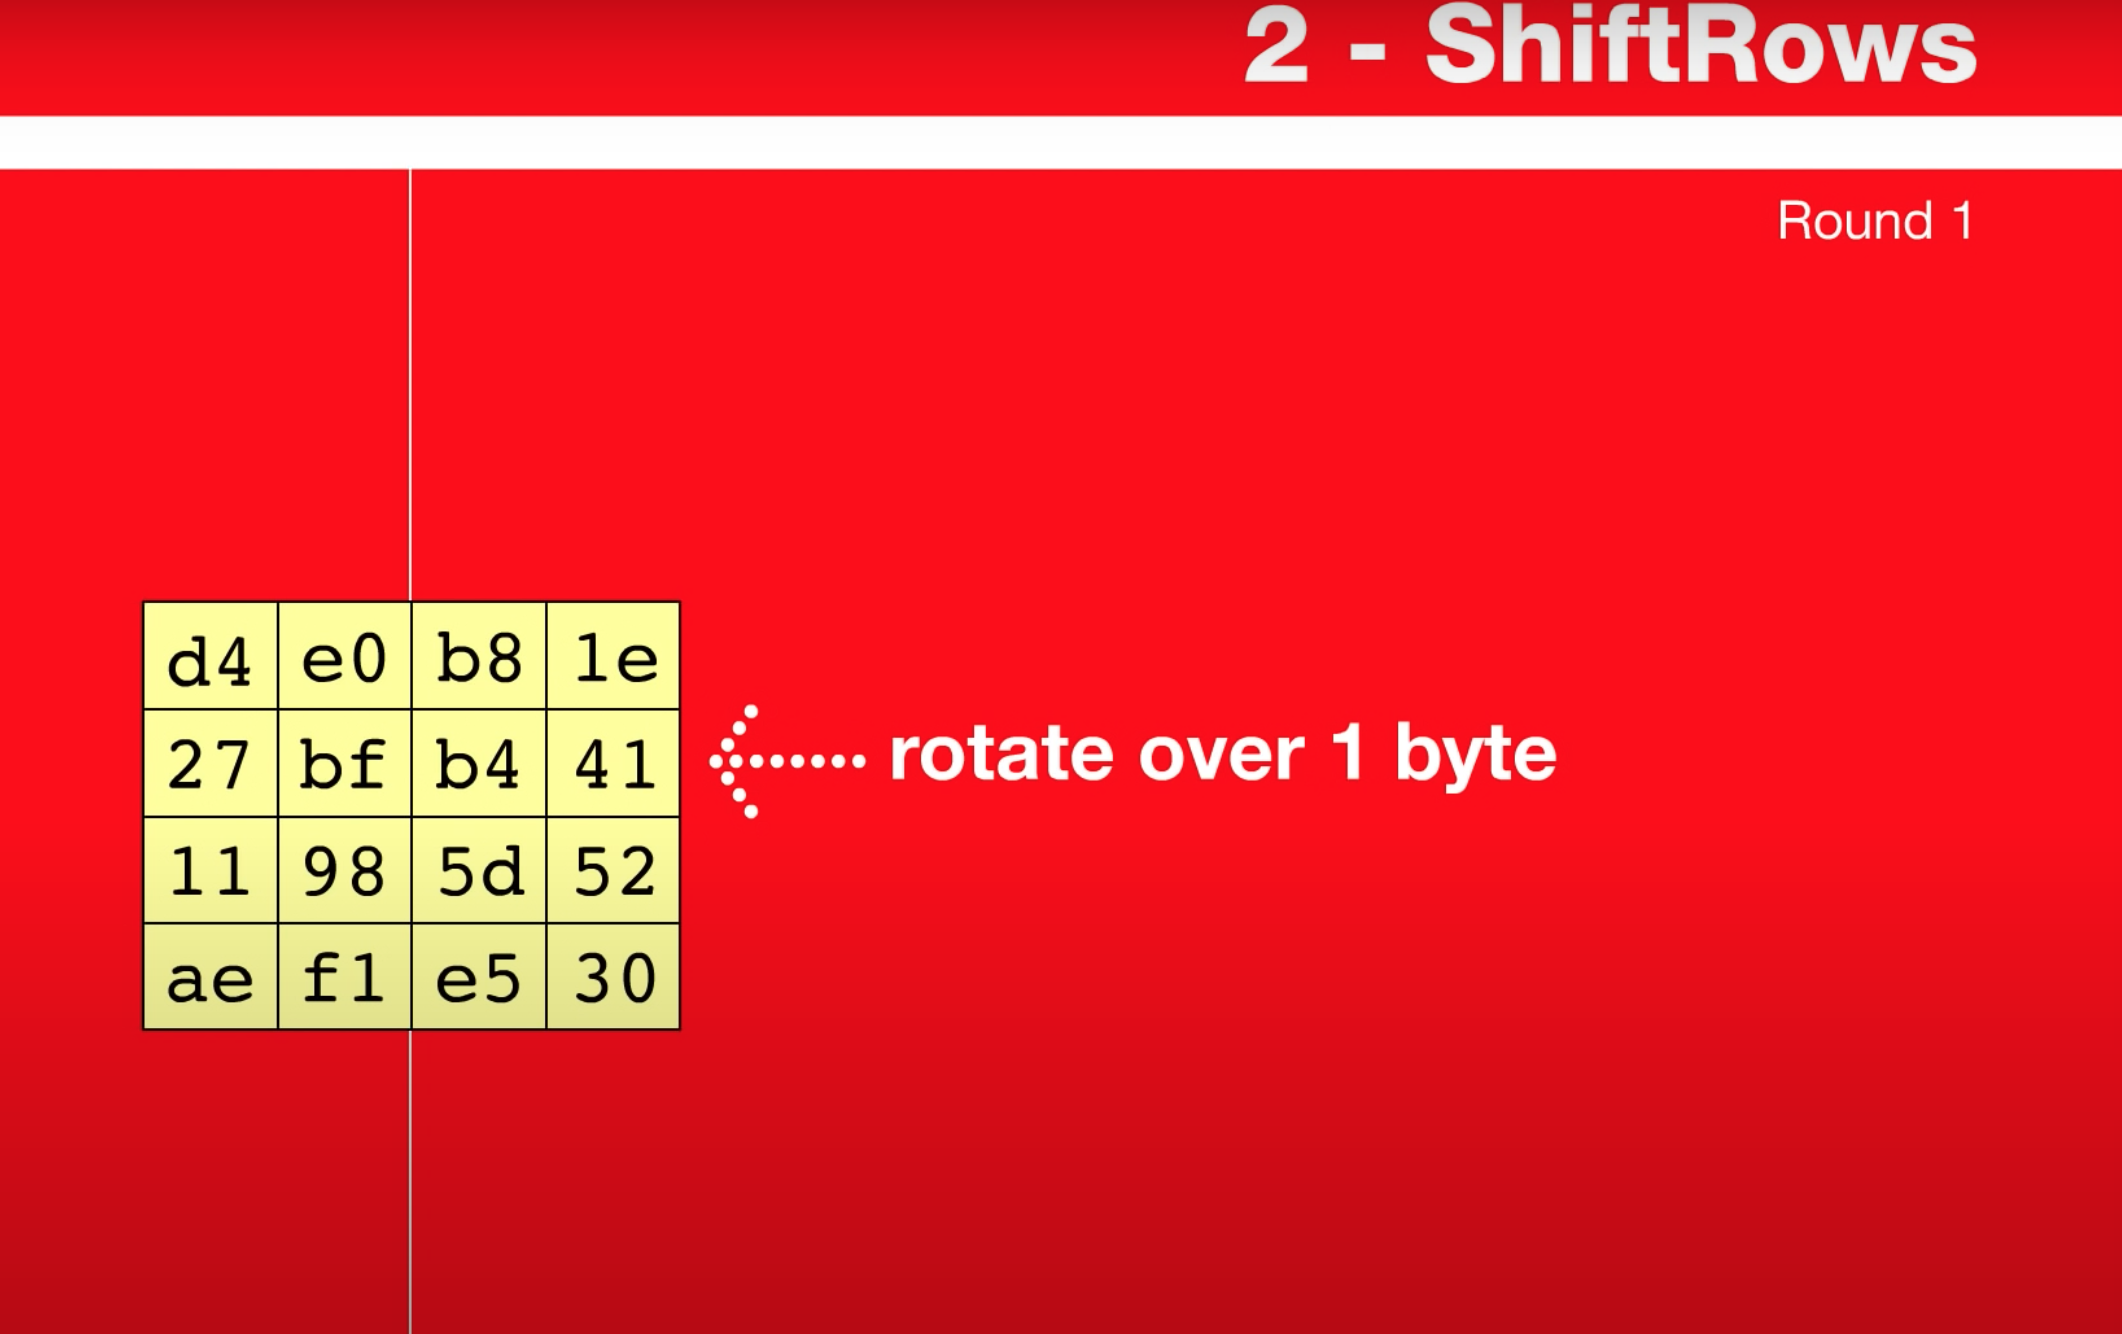 2 - ShiftRows
Round 1
d4 e0 b8 1e
27 bf b4 41
rotate over 1 byte
11 98 5d 52
ae f1 e5 30